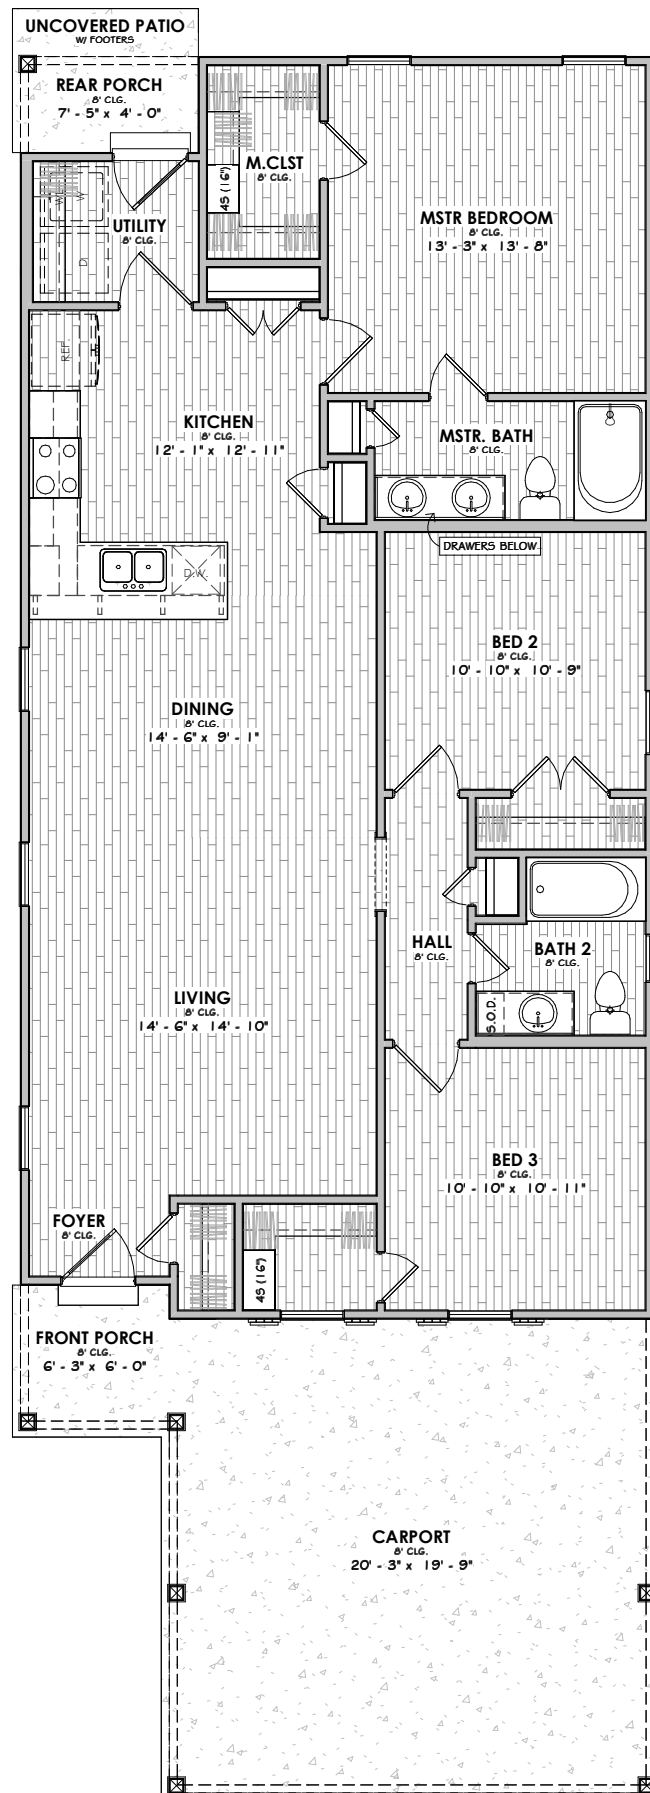 UNCOVERED PATIO
W/ FOOTERS
REAR PORCH
8' CLG.
7' - 5" x 4' - 0"
M.CLST
8' CLG.
4S (16")
UTILITY
8' CLG.
W
D
MSTR BEDROOM
8' CLG.
13' - 3" x 13' - 8"
REF.
KITCHEN
8' CLG.
12' - 1" x 12' - 11"
MSTR. BATH
8' CLG.
DRAWERS BELOW
D.W.
BED 2
8' CLG.
10' - 10" x 10' - 9"
DINING
8' CLG.
14' - 6" x 9' - 1"
HALL
8' CLG.
BATH 2
8' CLG.
S.O.D.
LIVING
8' CLG.
14' - 6" x 14' - 10"
BED 3
8' CLG.
10' - 10" x 10' - 11"
FOYER
8' CLG.
4S (16")
FRONT PORCH
8' CLG.
6' - 3" x 6' - 0"
CARPORT
8' CLG.
20' - 3" x 19' - 9"